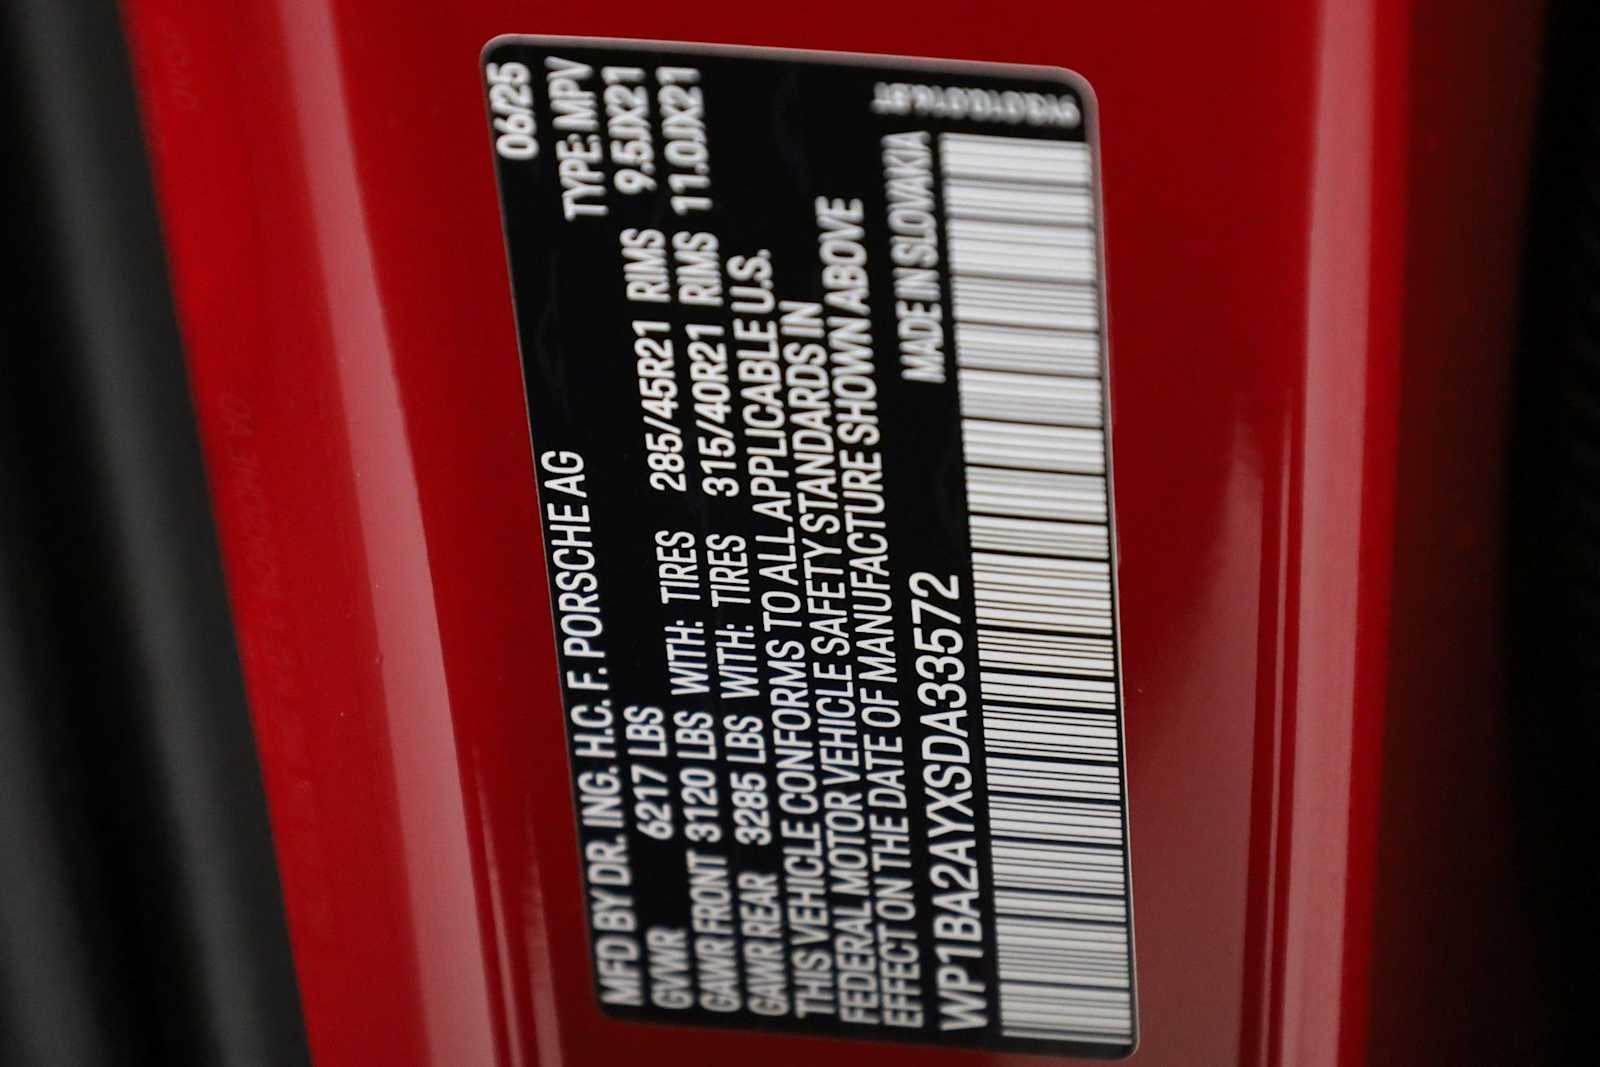 MFD BY DR. ING. H.C. F. PORSCHE AG 06/25
GVWR 6217 LBS TYPE: MPV
GAWR FRONT 3120 LBS WITH: TIRES 285/45R21 RIMS 9.5JX21
GAWR REAR 3285 LBS WITH: TIRES 315/40R21 RIMS 11.0JX21
THIS VEHICLE CONFORMS TO ALL APPLICABLE U.S.
FEDERAL MOTOR VEHICLE SAFETY STANDARDS IN
EFFECT ON THE DATE OF MANUFACTURE SHOWN ABOVE
MADE IN SLOVAKIA
WP1BA2AYXSDA33572